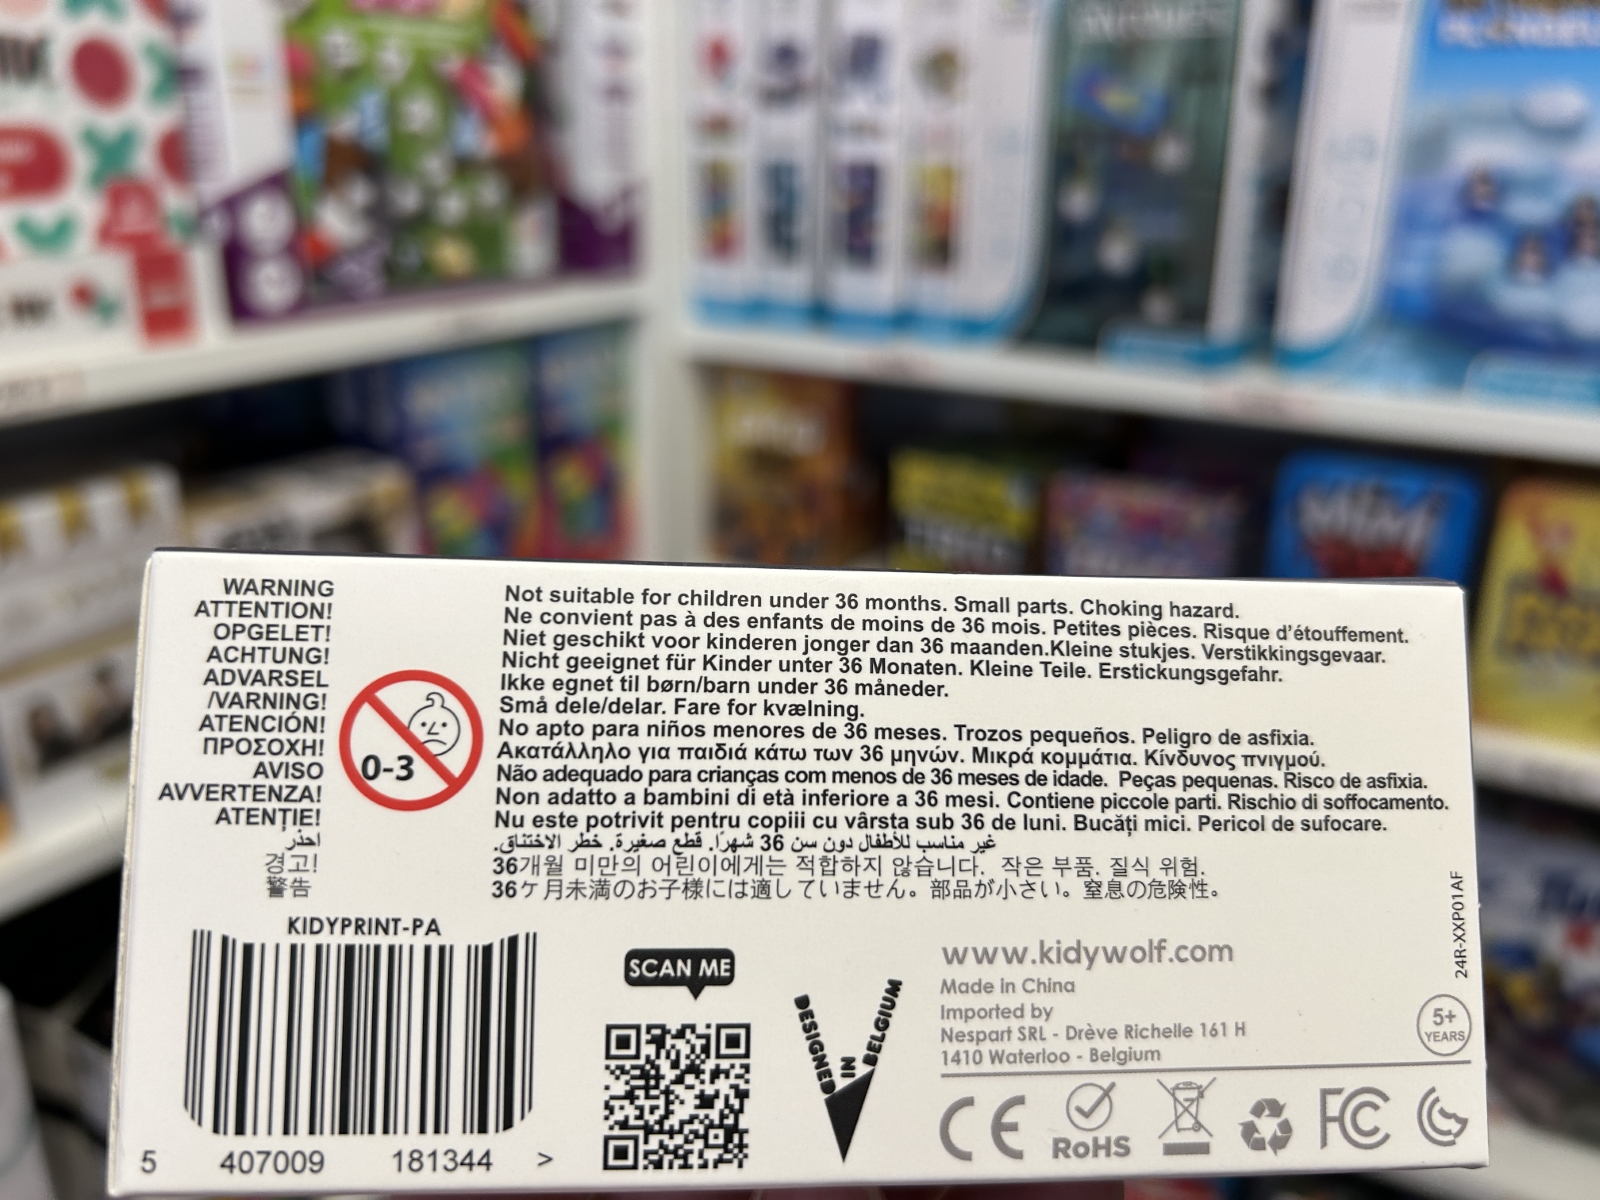 WARNING
ATTENTION!
OPGELET!
ACHTUNG!
ADVARSEL
/VARNING!
ATENCIÓN!
ΠΡΟΣΟΧΗ!
AVISO
AVVERTENZA!
ATENȚIE!
احذر
경고!
警告
0-3
Not suitable for children under 36 months. Small parts. Choking hazard.
Ne convient pas à des enfants de moins de 36 mois. Petites pièces. Risque d'étouffement.
Niet geschikt voor kinderen jonger dan 36 maanden.Kleine stukjes. Verstikkingsgevaar.
Nicht geeignet für Kinder unter 36 Monaten. Kleine Teile. Erstickungsgefahr.
Ikke egnet til børn/barn under 36 måneder.
Små dele/delar. Fare for kvælning.
No apto para niños menores de 36 meses. Trozos pequeños. Peligro de asfixia.
Ακατάλληλο για παιδιά κάτω των 36 μηνών. Μικρά κομμάτια. Κίνδυνος πνιγμού.
Não adequado para crianças com menos de 36 meses de idade. Peças pequenas. Risco de asfixia.
Non adatto a bambini di età inferiore a 36 mesi. Contiene piccole parti. Rischio di soffocamento.
Nu este potrivit pentru copiii cu vârsta sub 36 de luni. Bucăți mici. Pericol de sufocare.
غير مناسب للأطفال دون سن 36 شهرًا. قطع صغيرة. خطر الاختناق.
36개월 미만의 어린이에게는 적합하지 않습니다. 작은 부품. 질식 위험.
36ケ月未満のお子様には適していません。部品が小さい。窒息の危険性。
KIDYPRINT-PA
5 407009 181344 >
SCAN ME
DESIGNED IN BELGIUM
www.kidywolf.com
Made in China
Imported by
Nespart SRL - Drève Richelle 161 H
1410 Waterloo - Belgium
24R-XXP01AF
5+
YEARS
CE
RoHS
FC